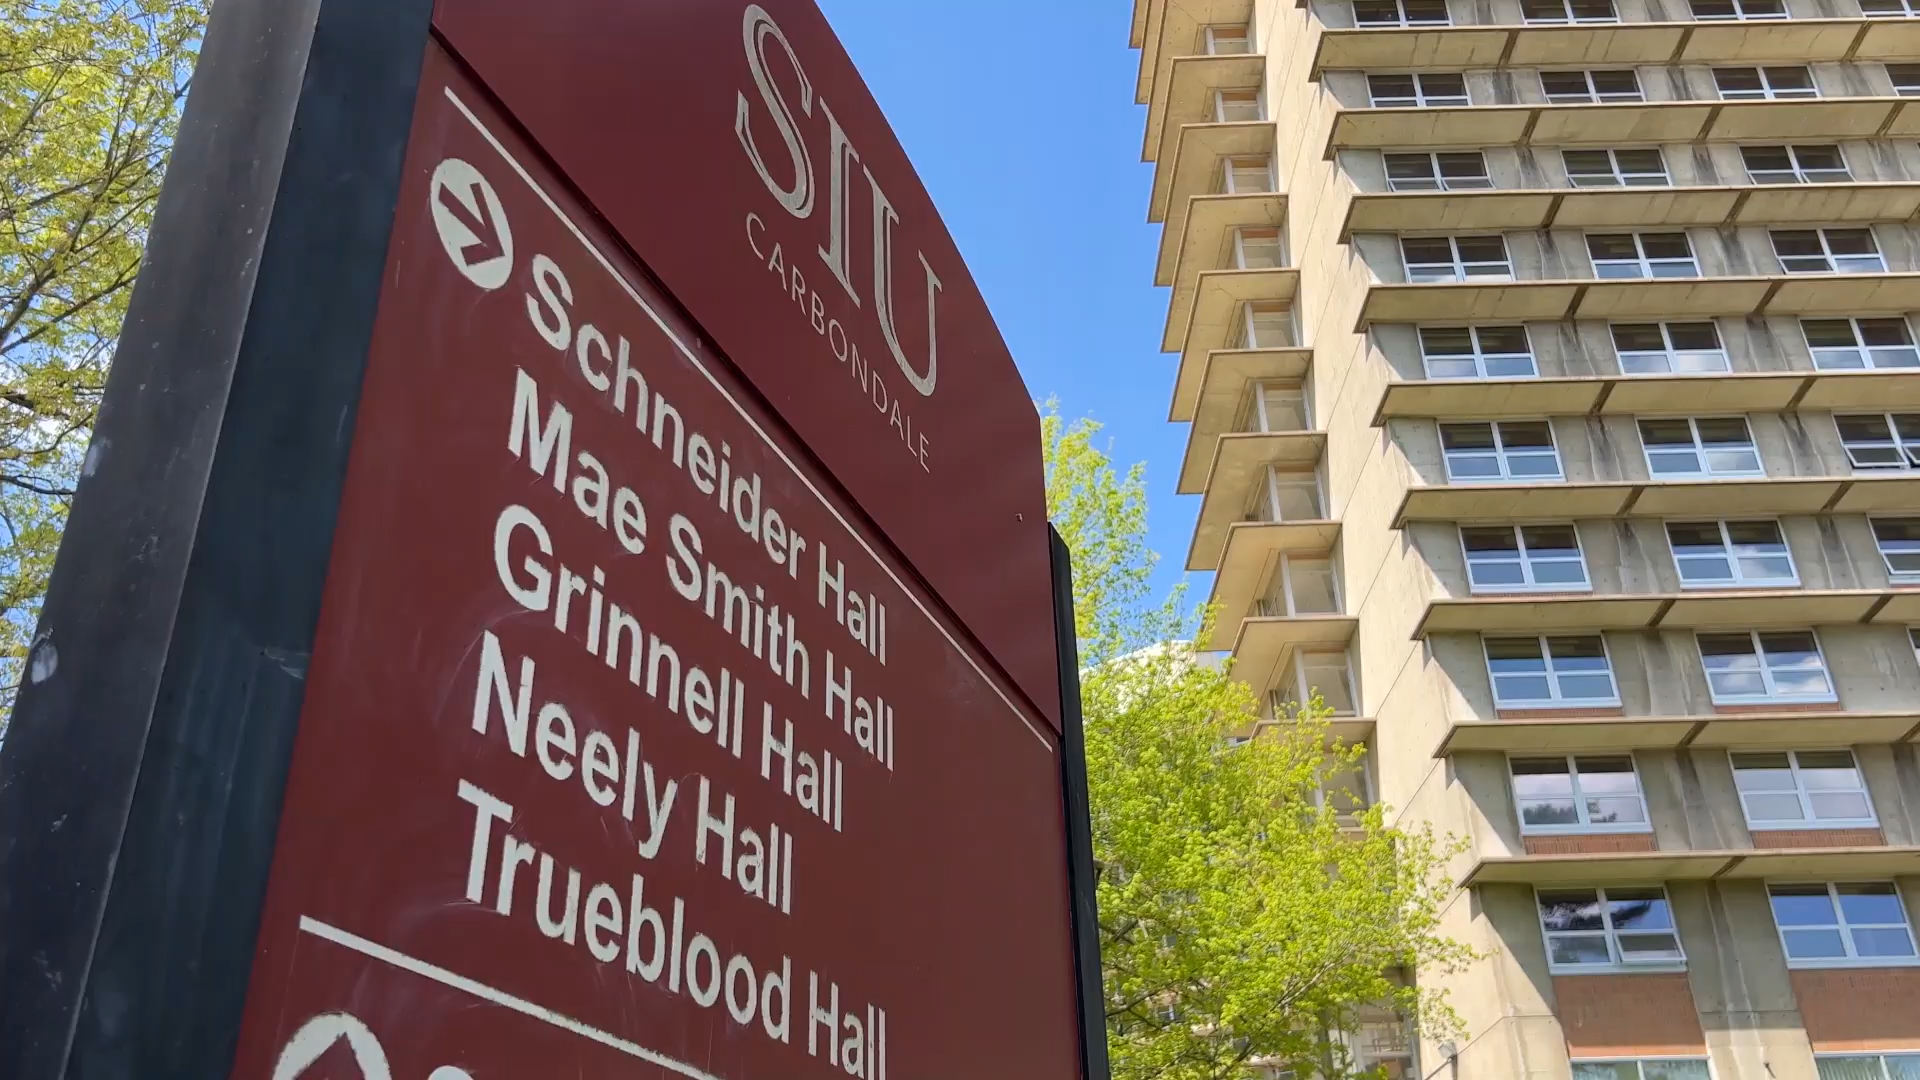 SIU
CARBONDALE
Schneider Hall
Mae Smith Hall
Grinnell Hall
Neely Hall
Trueblood Hall